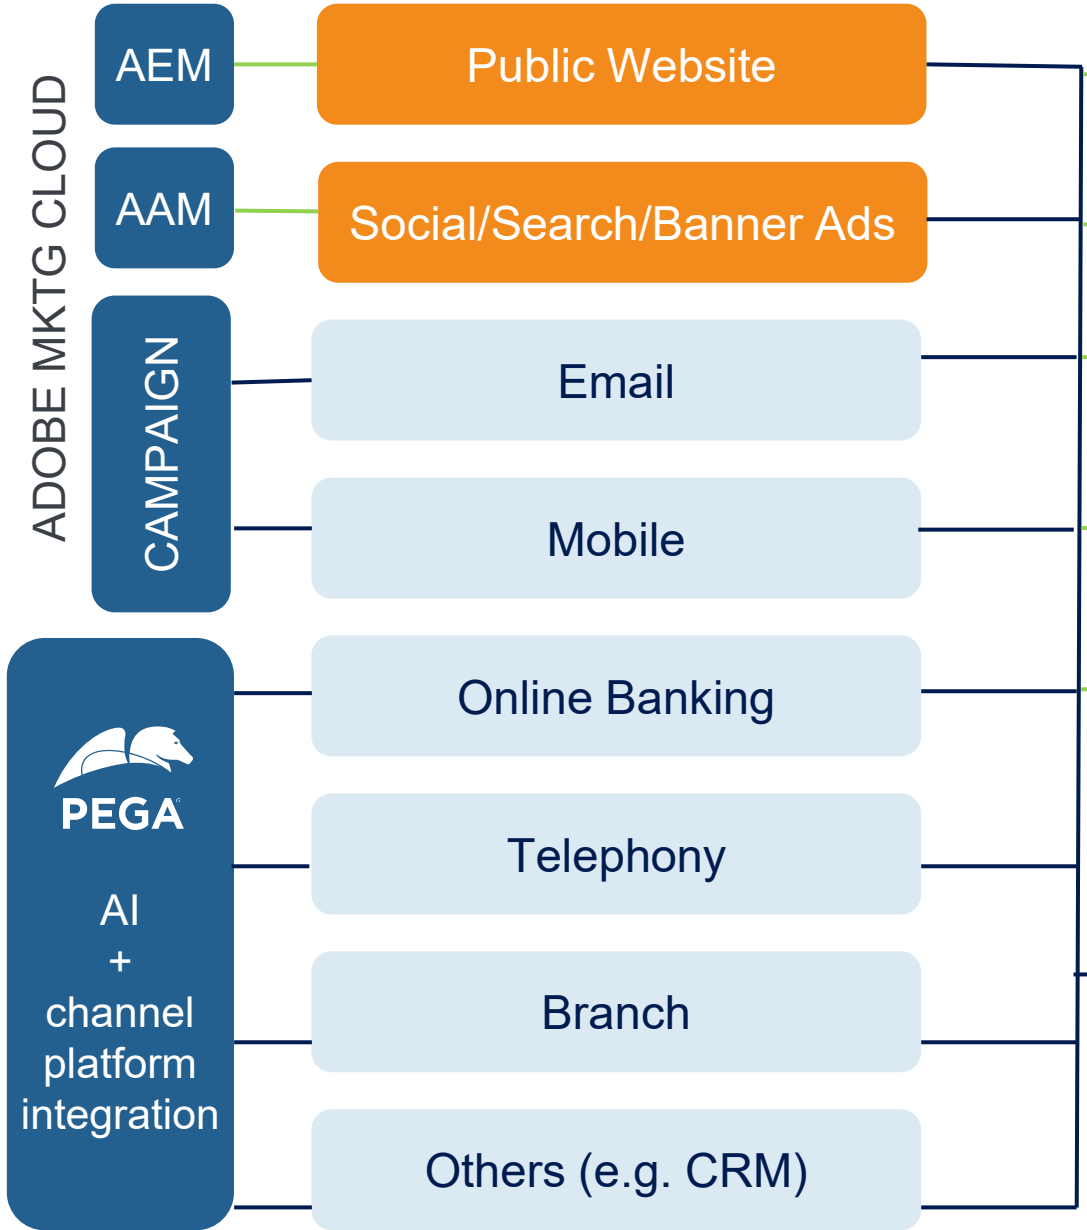 ADOBE MKTG CLOUD
AEM
Public Website
AAM
Social/Search/Banner Ads
CAMPAIGN
Email
Mobile
PEGA
AI
+
channel
platform
integration
Online Banking
Telephony
Branch
Others (e.g. CRM)